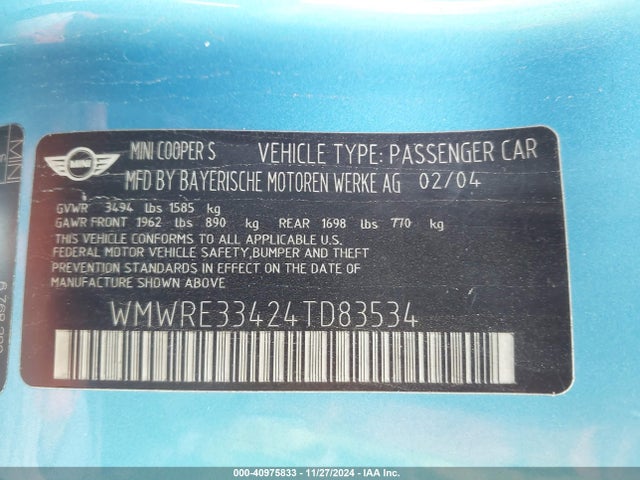 MINI
MINI COOPER S VEHICLE TYPE: PASSENGER CAR
MFD BY BAYERISCHE MOTOREN WERKE AG 02/04
GVWR 3494 lbs 1585 kg
GAWR FRONT 1962 lbs 890 kg REAR 1698 lbs 770 kg
THIS VEHICLE CONFORMS TO ALL APPLICABLE U.S.
FEDERAL MOTOR VEHICLE SAFETY,BUMPER AND THEFT
PREVENTION STANDARDS IN EFFECT ON THE DATE OF
MANUFACTURE SHOWN ABOVE
WMWRE33424TD83534
MINI
000-40975833 - 11/27/2024 - IAA Inc.